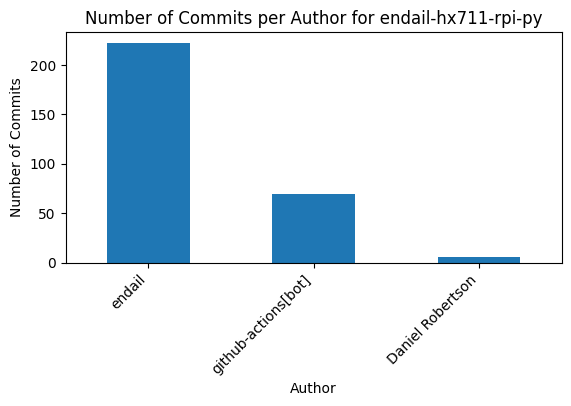 Number of Commits per Author for endail-hx711-rpi-py
Number of Commits
200
150
100
50
0
endail
github-actions[bot]
Daniel Robertson
Author